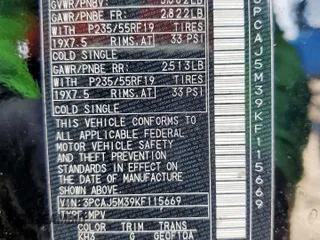 GVWR/PNBV:
GAWR/PNBE FR: 2822LB
WITH P235/55RF19
19X7.5 RIMS.AT 33 PSI
COLD SINGLE
GAWR/PNBE RR: 2513LB
WITH P235/55RF19
19X7.5 RIMS.AT 33 PSI
COLD SINGLE
THIS VEHICLE CONFORMS TO
ALL APPLICABLE FEDERAL
MOTOR VEHICLE SAFETY
AND THEFT PREVENTION
STANDARDS IN EFFECT ON
THE DATE OF MANUFACTURE
SHOWN ABOVE.
VIN: 3PCAJ5M39KF115669
TYPE: MPV
COLOR TRIM TRANS
KH3 G GE0F10A
3PCAJ5M39KF115669